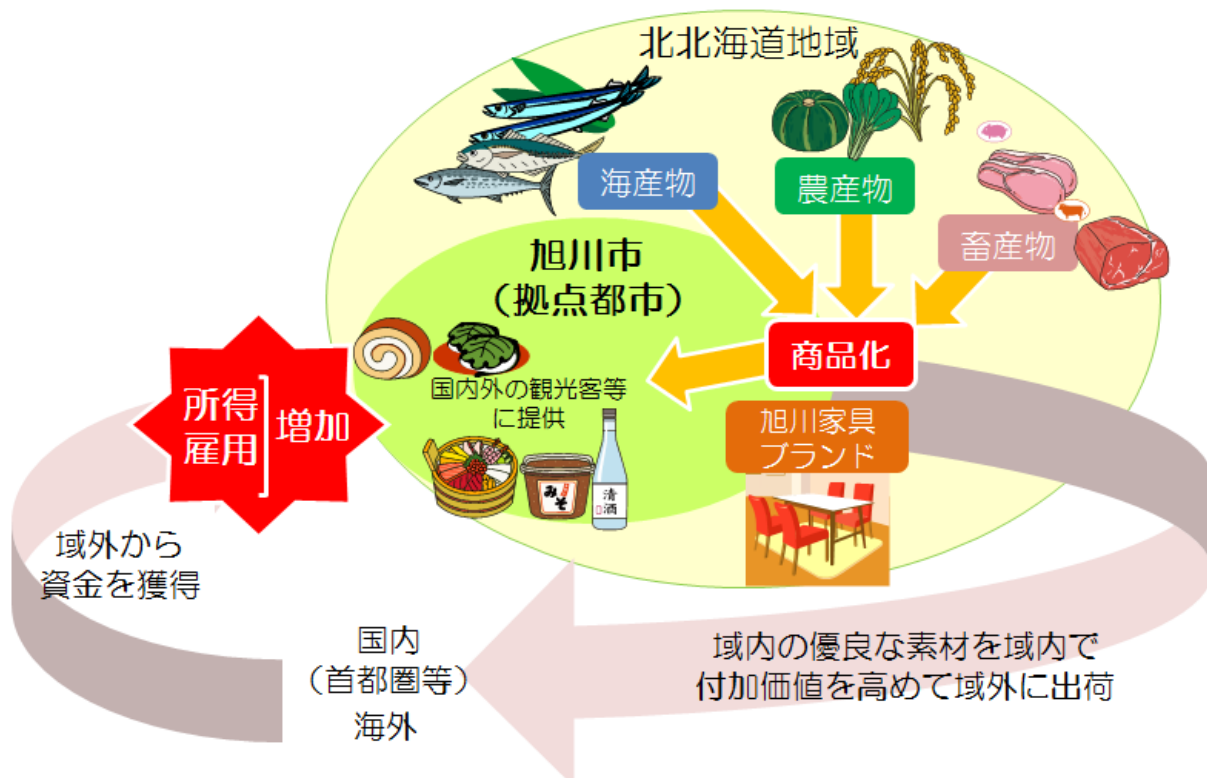 北北海道地域
海産物
農産物
畜産物
旭川市
（拠点都市）
商品化
国内外の観光客等
に提供
旭川家具
ブランド
みそ
清酒
所得
雇用
増加
域外から
資金を獲得
国内
（首都圏等）
海外
域内の優良な素材を域内で
付加価値を高めて域外に出荷